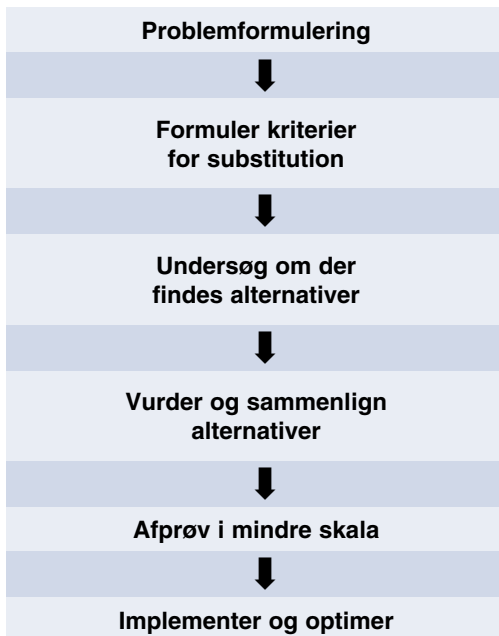 Problemformulering
Formuler kriterier
for substitution
Undersøg om der
findes alternativer
Vurder og sammenlign
alternativer
Afprøv i mindre skala
Implementer og optimer